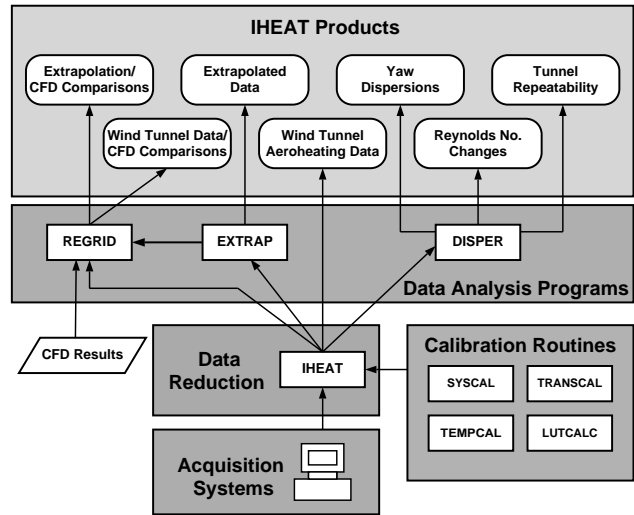 IHEAT Products
Extrapolation/
CFD Comparisons
Extrapolated
Data
Yaw
Dispersions
Tunnel
Repeatability
Wind Tunnel Data/
CFD Comparisons
Wind Tunnel
Aeroheating Data
Reynolds No.
Changes
REGRID
EXTRAP
DISPER
Data Analysis Programs
CFD Results
Data
Reduction
IHEAT
Calibration Routines
SYSCAL
TRANSCAL
TEMPCAL
LUTCALC
Acquisition
Systems